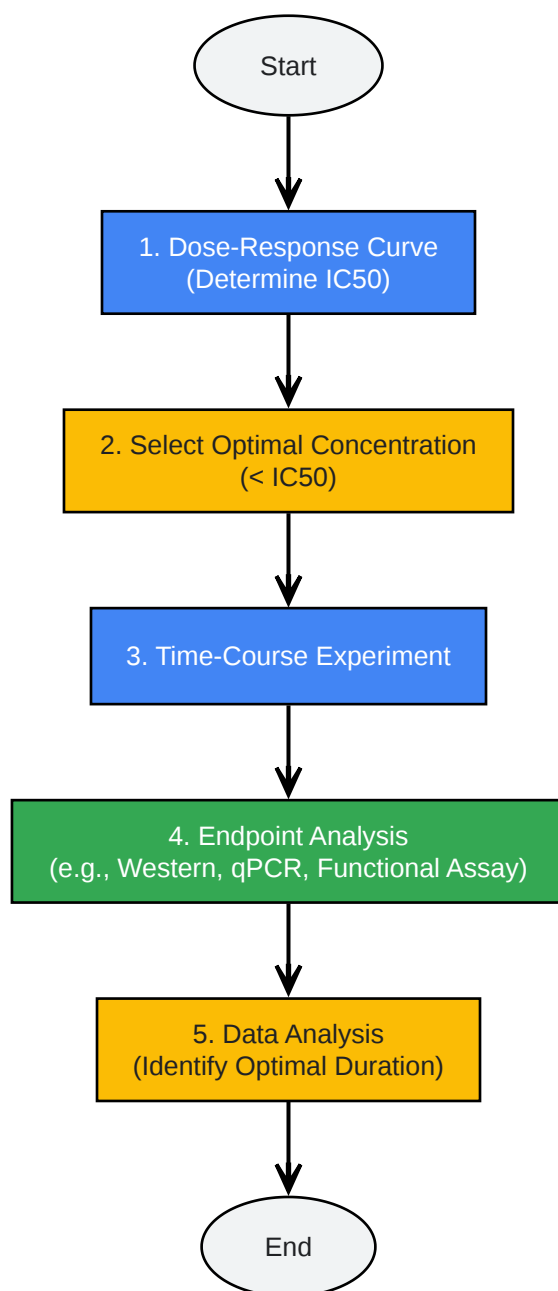 Start
1. Dose-Response Curve
(Determine IC50)
2. Select Optimal Concentration
(< IC50)
3. Time-Course Experiment
4. Endpoint Analysis
(e.g., Western, qPCR, Functional Assay)
5. Data Analysis
(Identify Optimal Duration)
End